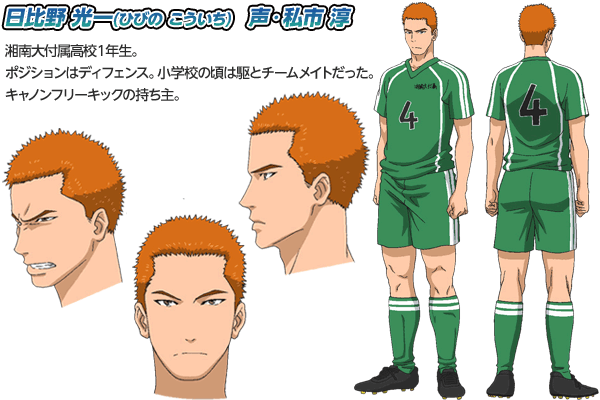 日比野 光一(ひびの こういち) 声・私市 淳
湘南大付属高校1年生。
ポジションはディフェンス。小学校の頃は駆とチームメイトだった。
キャノンフリーキックの持ち主。
4
4